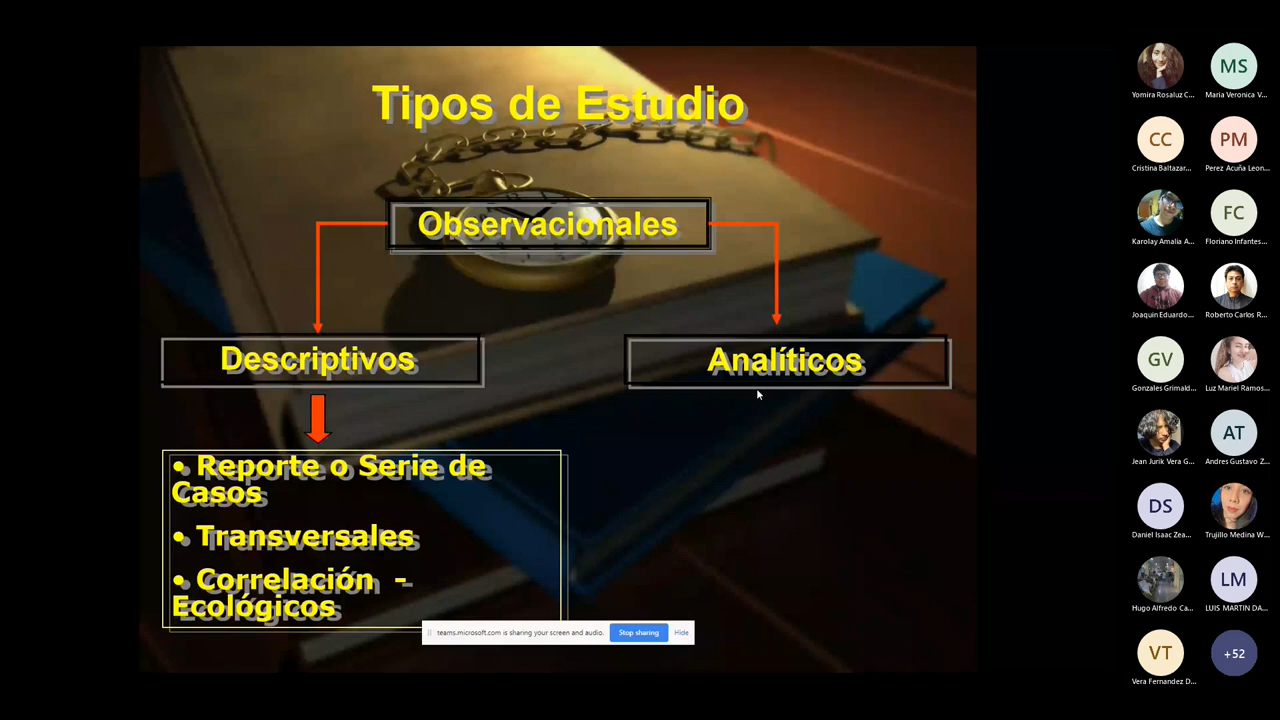 Tipos de Estudio
Observacionales
Descriptivos
Analíticos
• Reporte o Serie de
Casos
• Transversales
• Correlación -
Ecológicos
teams.microsoft.com is sharing your screen and audio.
Stop sharing
Hide
Yomira Rosaluz C...
MS
Maria Veronica V...
CC
Cristina Baltazar...
PM
Perez Acuña Leon...
Karolay Amalia A...
FC
Floriano Infantes...
Joaquin Eduardo...
Roberto Carlos R...
GV
Gonzales Grimald...
Luz Mariel Ramos...
Jean Jurik Vera G...
AT
Andres Gustavo Z...
DS
Daniel Isaac Zea...
Trujillo Medina W...
Hugo Alfredo Ca...
LM
LUIS MARTIN DA...
VT
Vera Fernandez D...
+52